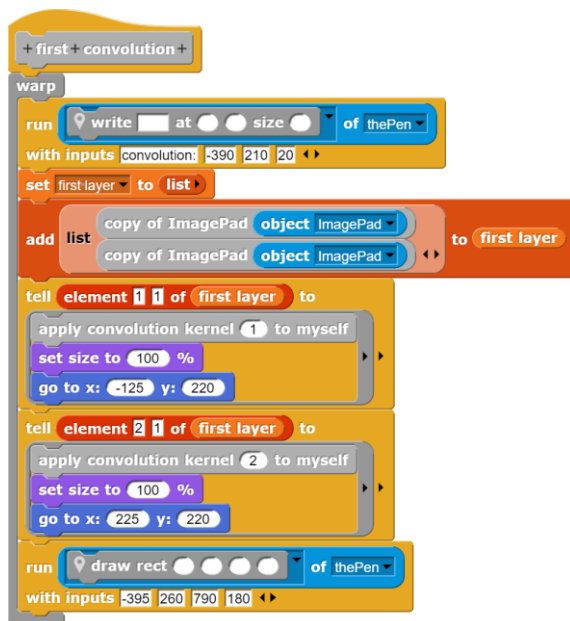 +first+convolution+
warp
run write at size of thePen
with inputs convolution: -390 210 20
set first layer to list
add list copy of ImagePad object ImagePad
copy of ImagePad object ImagePad
to first layer
tell element 1 1 of first layer to
apply convolution kernel 1 to myself
set size to 100 %
go to x: -125 y: 220
tell element 2 1 of first layer to
apply convolution kernel 2 to myself
set size to 100 %
go to x: 225 y: 220
run draw rect of thePen
with inputs -395 260 790 180